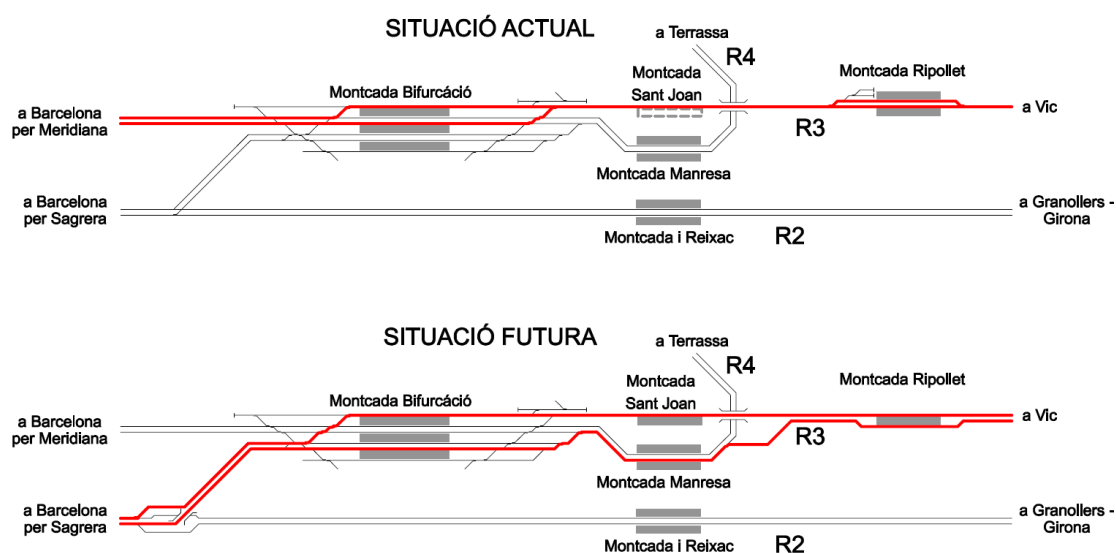 SITUACIÓ ACTUAL
a Terrassa
R4
Montcada
Sant Joan
Montcada Ripollet
Montcada Bifurcáció
a Barcelona
per Meridiana
a Vic
R3
Montcada Manresa
a Barcelona
per Sagrera
a Granollers -
Girona
Montcada i Reixac
R2
SITUACIÓ FUTURA
a Terrassa
R4
Montcada
Sant Joan
Montcada Ripollet
Montcada Bifurcáció
a Barcelona
per Meridiana
a Vic
R3
Montcada Manresa
a Barcelona
per Sagrera
a Granollers -
Girona
Montcada i Reixac
R2